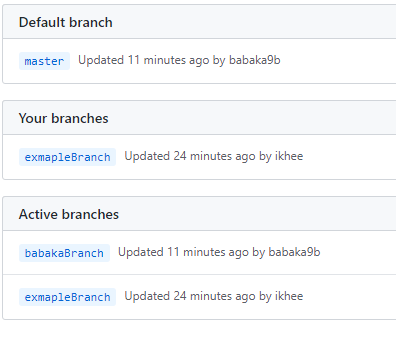 Default branch
master Updated 11 minutes ago by babaka9b
Your branches
exmapleBranch Updated 24 minutes ago by ikhee
Active branches
babakaBranch Updated 11 minutes ago by babaka9b
exmapleBranch Updated 24 minutes ago by ikhee